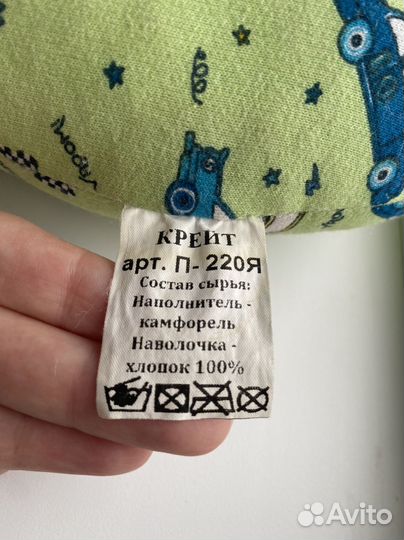 КРЕЙТ
арт. П- 220Я
Состав сырья:
Наполнитель -
камфорель
Наволочка -
хлопок 100%
Avito